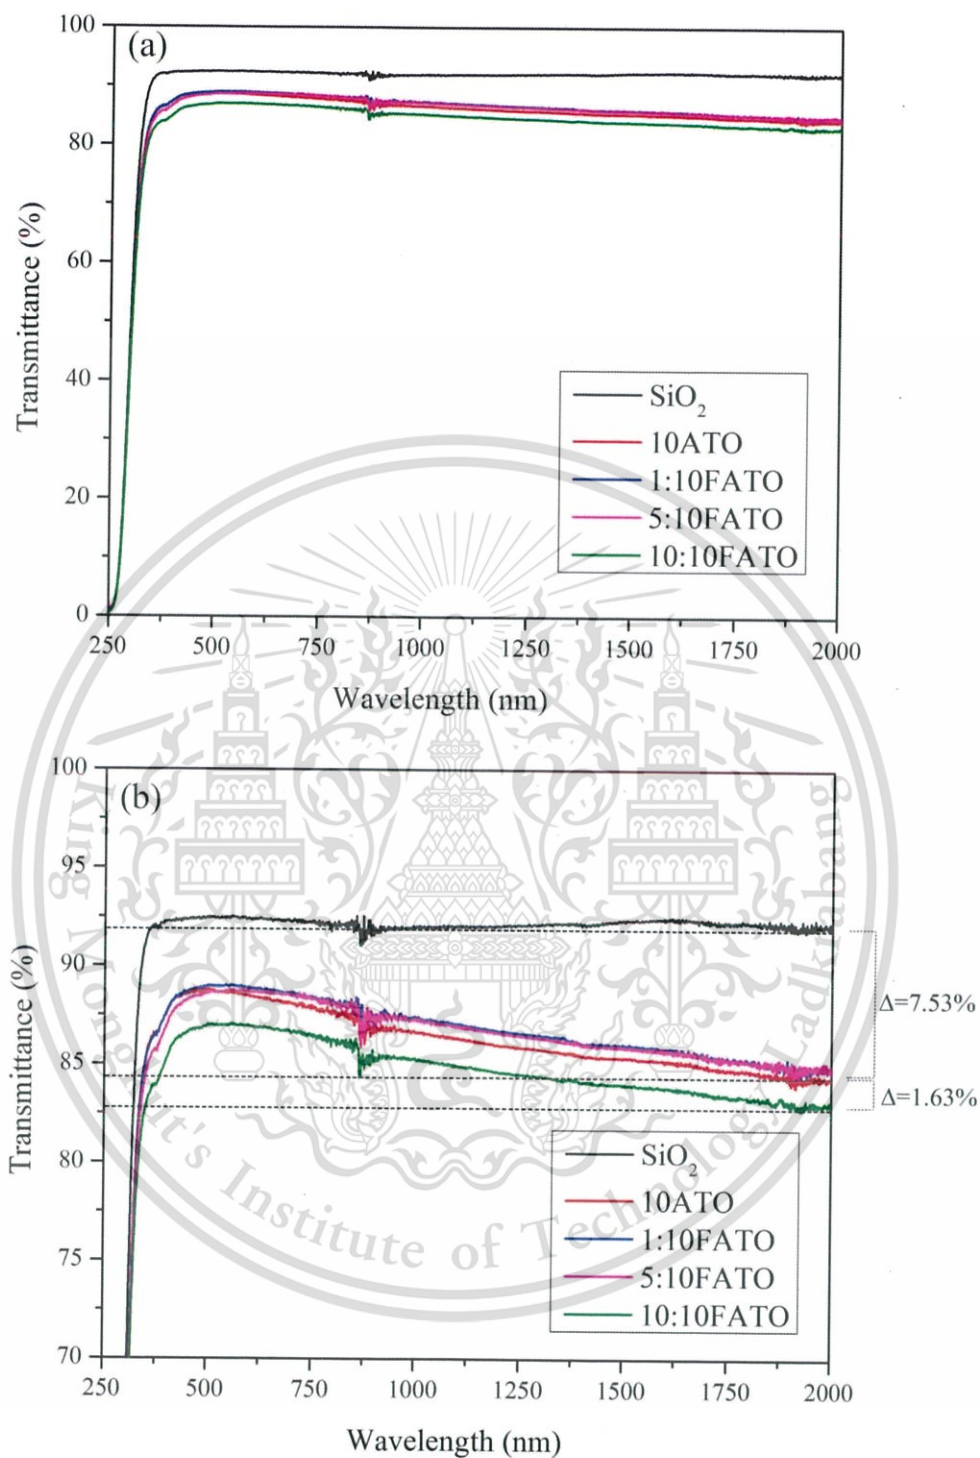 (a)
100
80
60
40
20
0
Transmittance (%)
SiO₂
10ATO
1:10FATO
5:10FATO
10:10FATO
250 500 750 1000 1250 1500 1750 2000
Wavelength (nm)
(b)
100
95
90
85
80
75
70
Transmittance (%)
Δ=7.53%
Δ=1.63%
SiO₂
10ATO
1:10FATO
5:10FATO
10:10FATO
250 500 750 1000 1250 1500 1750 2000
Wavelength (nm)
King Mongkut's Institute of Technology Ladkrabang